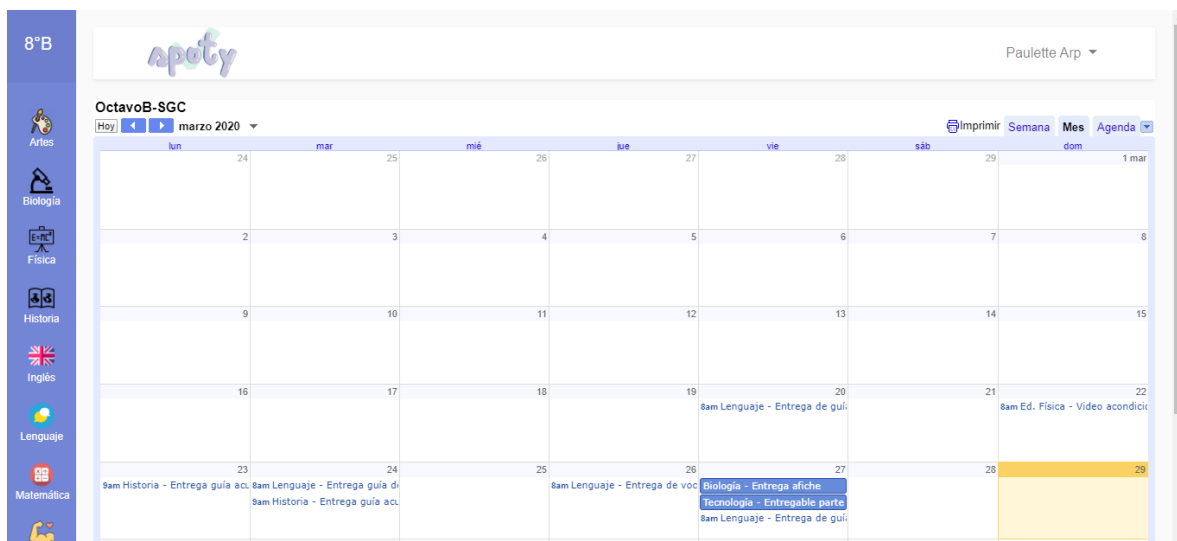 8°B
apoty
Paulette Arp
OctavoB-SGC
Hoy marzo 2020 Imprimir Semana Mes Agenda
lun mar mié jue vie sáb dom
24 25 26 27 28 29 1 mar
2 3 4 5 6 7 8
9 10 11 12 13 14 15
16 17 18 19 20 21 22
8am Lenguaje - Entrega de guía 8am Ed. Física - Video acondicio
23 24 25 26 27 28 29
9am Historia - Entrega guía acu 8am Lenguaje - Entrega guía de 8am Lenguaje - Entrega de voc Biología - Entrega afiche
9am Historia - Entrega guía acu Tecnología - Entregable parte
8am Lenguaje - Entrega de guía
Artes
Biología
E=mc²
Física
Historia
Inglés
Lenguaje
Matemática